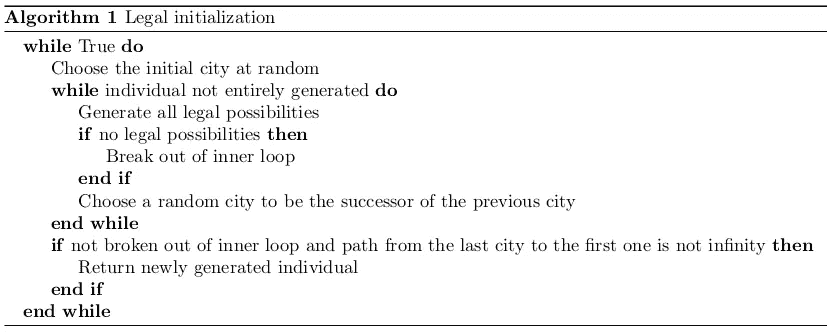 Algorithm 1 Legal initialization
while True do
Choose the initial city at random
while individual not entirely generated do
Generate all legal possibilities
if no legal possibilities then
Break out of inner loop
end if
Choose a random city to be the successor of the previous city
end while
if not broken out of inner loop and path from the last city to the first one is not infinity then
Return newly generated individual
end if
end while